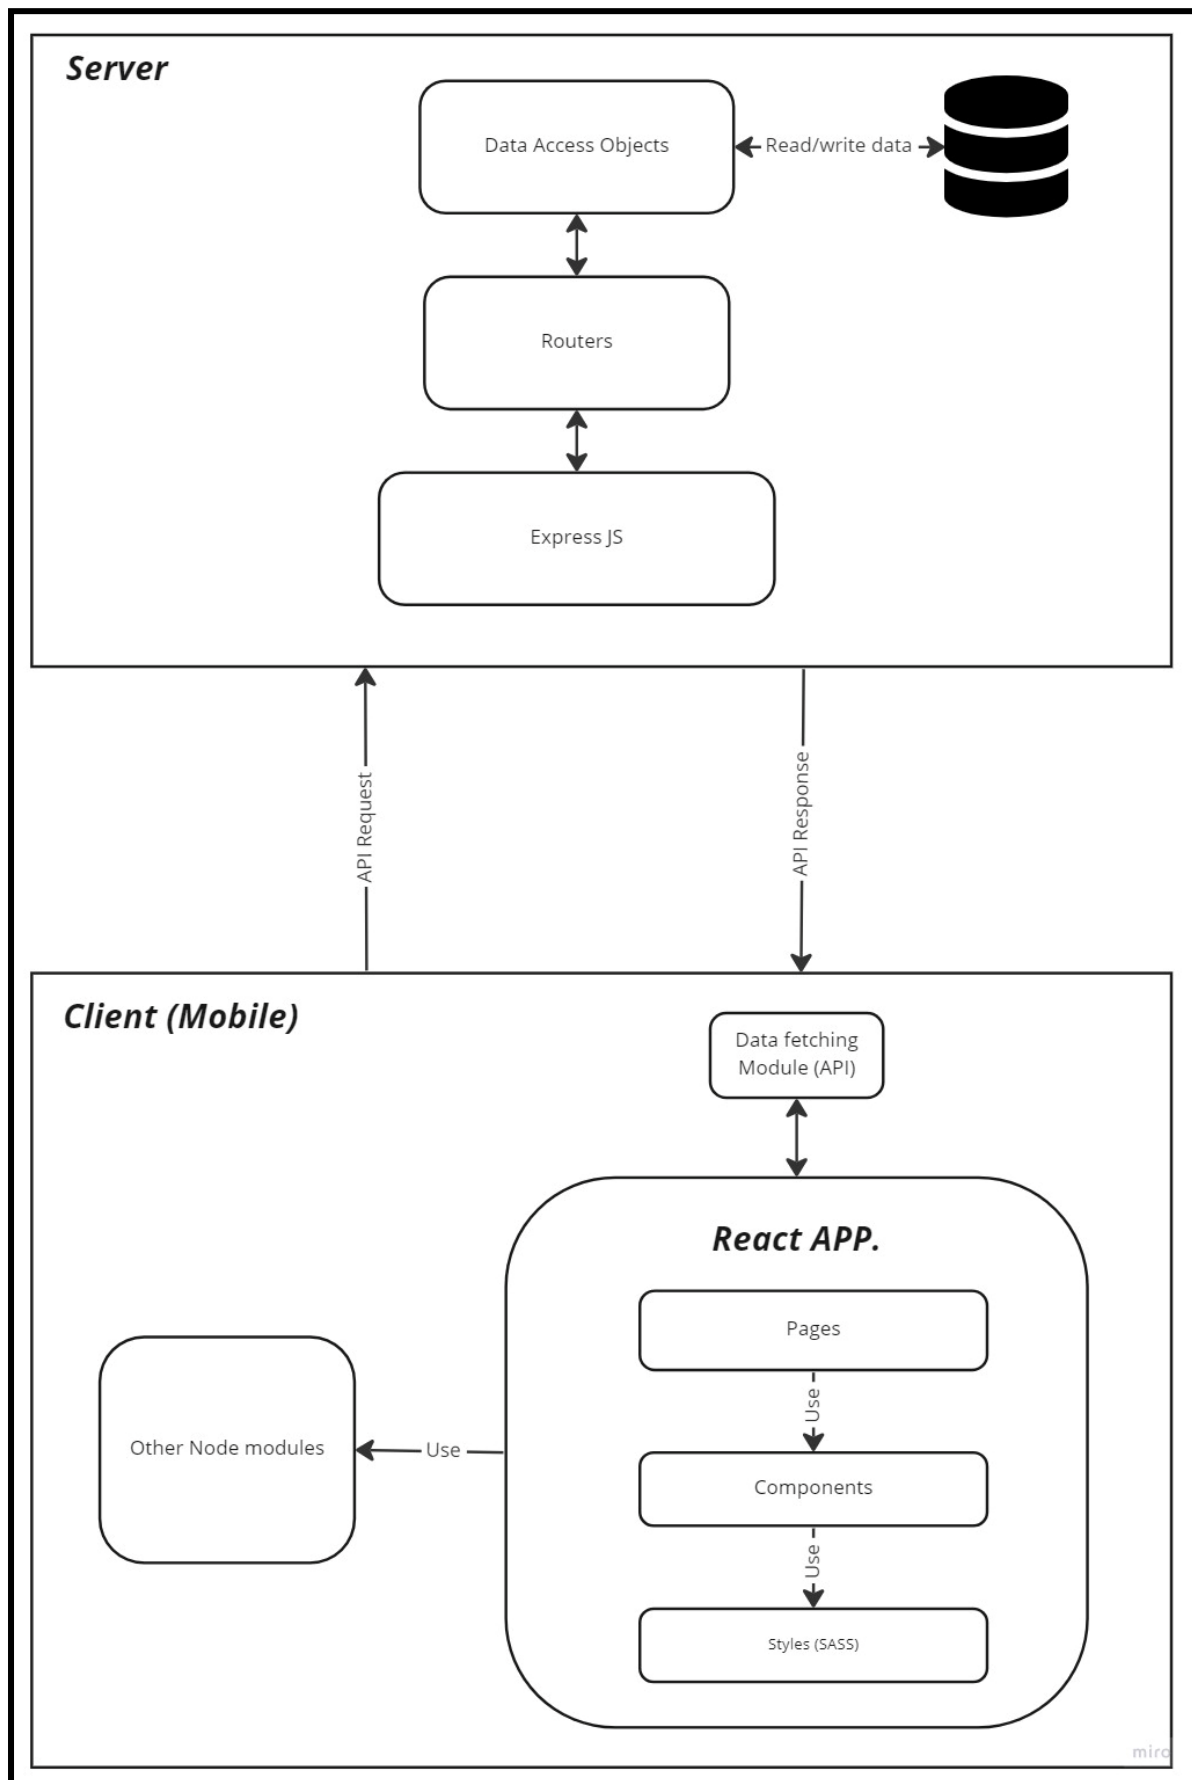 Server
Data Access Objects
Read/write data
Routers
Express JS
API Request
API Response
Client (Mobile)
Data fetching
Module (API)
React APP.
Pages
Use
Other Node modules
Use
Components
Use
Styles (SASS)
miro